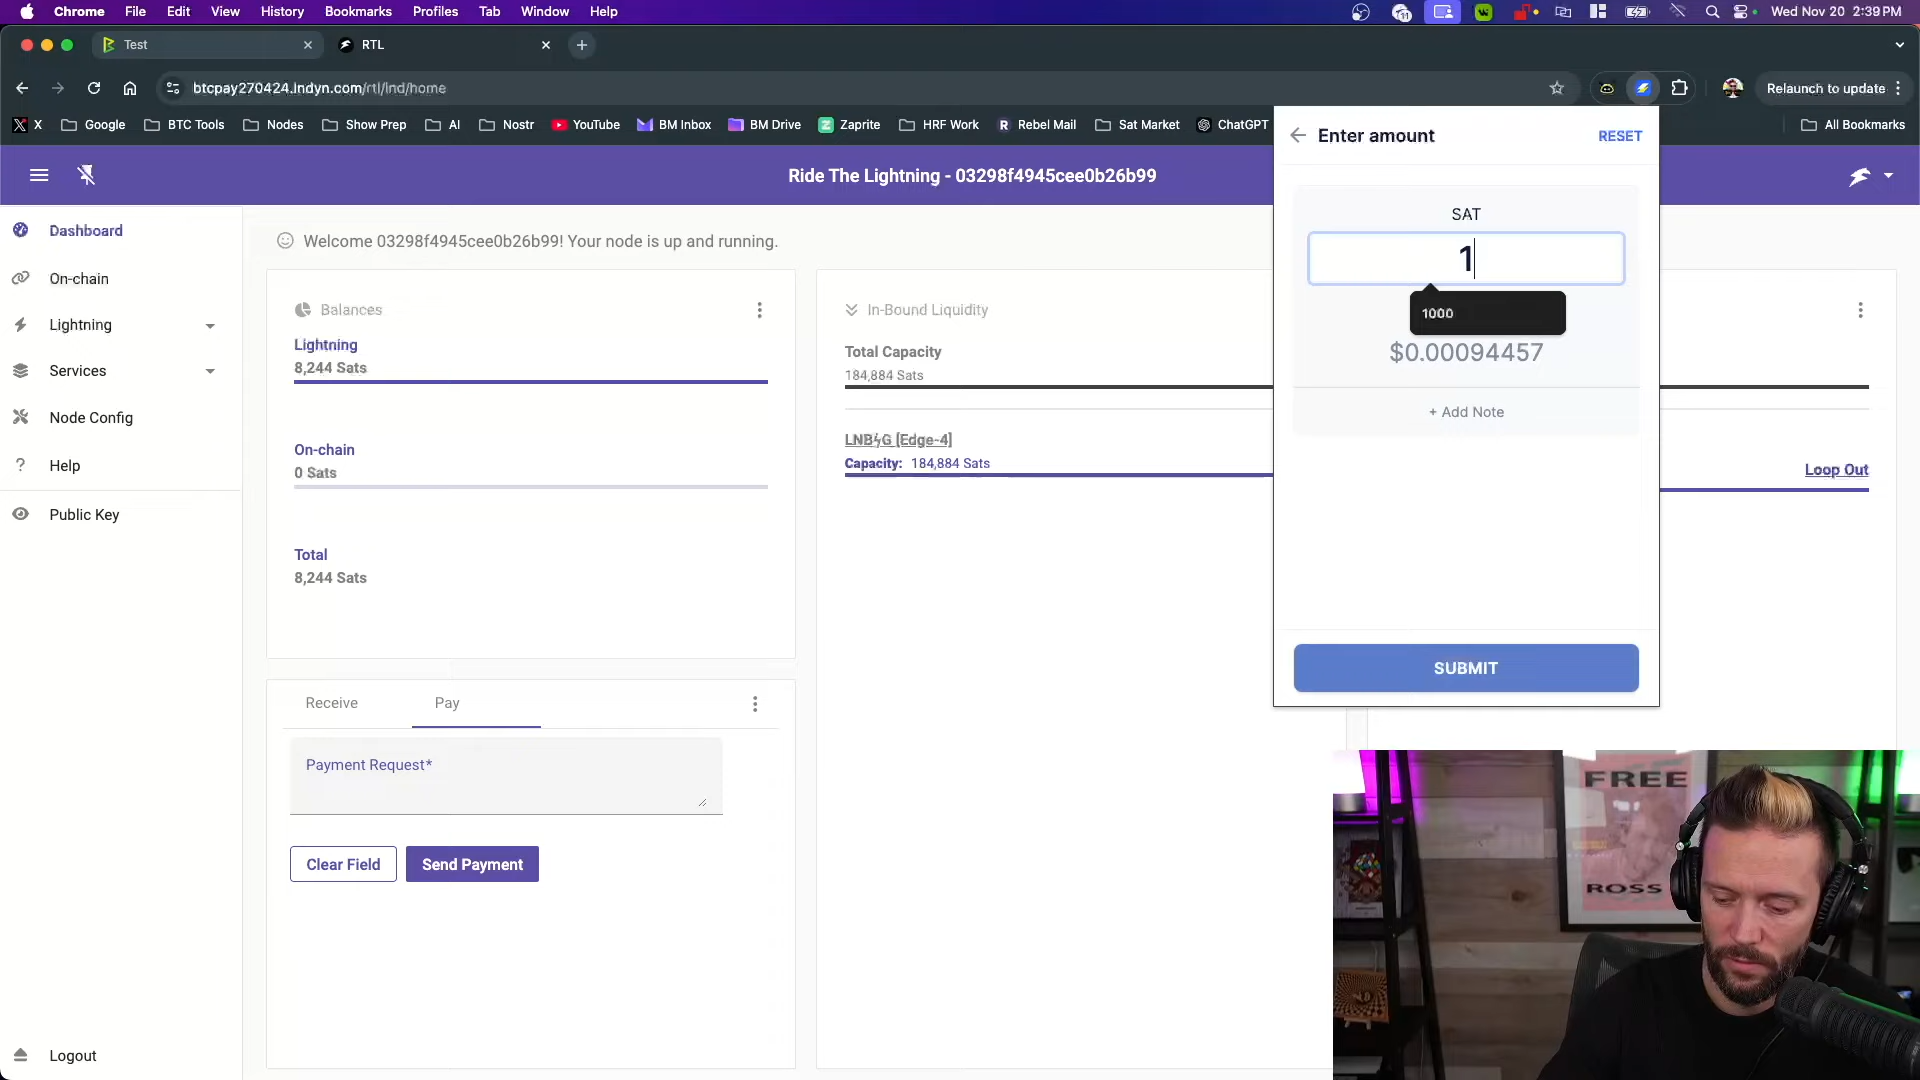 Chrome File Edit View History Bookmarks Profiles Tab Window Help
11
Wed Nov 20 2:39 PM
Test
RTL
btcpay270424.lndyn.com/rtl/lnd/home
Relaunch to update
X Google BTC Tools Nodes Show Prep AI Nostr YouTube BM Inbox BM Drive Zaprite HRF Work Rebel Mail Sat Market ChatGPT
All Bookmarks
Ride The Lightning - 03298f4945cee0b26b99
Dashboard
On-chain
Lightning
Services
Node Config
Help
Public Key
Logout
Welcome 03298f4945cee0b26b99! Your node is up and running.
Balances
Lightning
8,244 Sats
On-chain
0 Sats
Total
8,244 Sats
In-Bound Liquidity
Total Capacity
184,884 Sats
LNBϟG [Edge-4]
Capacity: 184,884 Sats
Loop Out
Receive
Pay
Payment Request*
Clear Field
Send Payment
Enter amount
RESET
SAT
1
1000
$0.00094457
+ Add Note
SUBMIT
FREE
ROSS